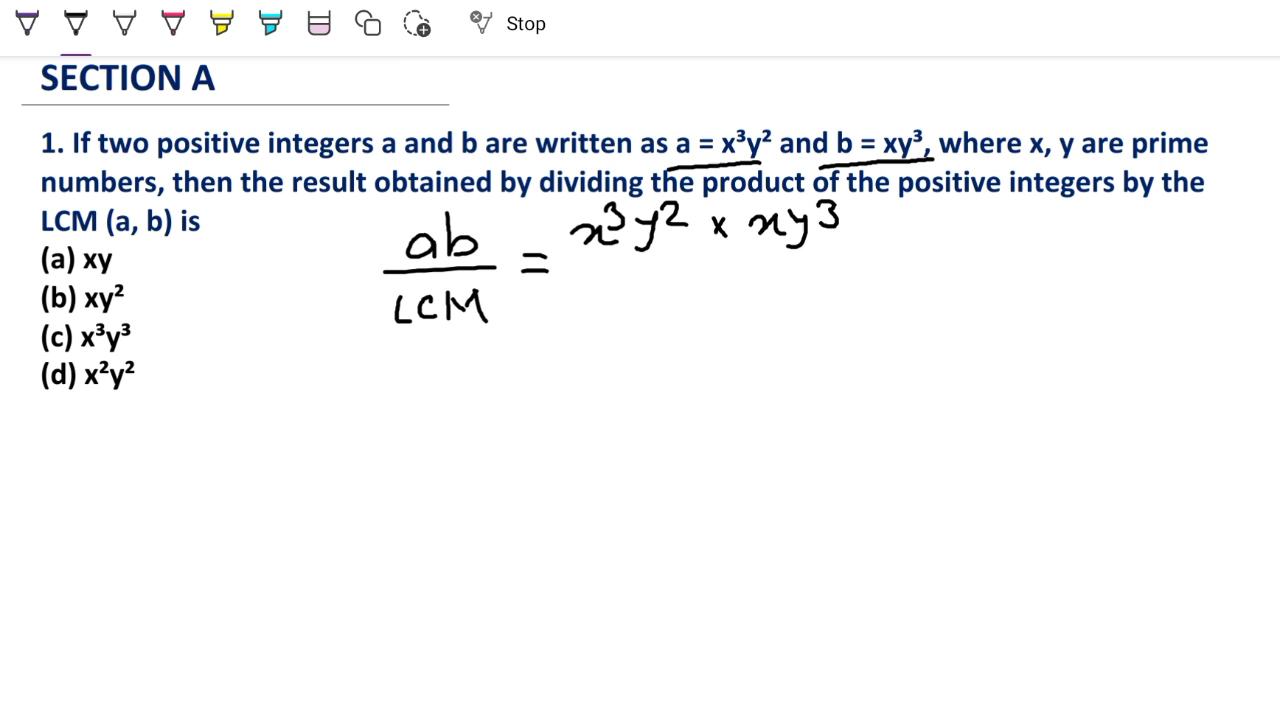 Stop
SECTION A
1. If two positive integers a and b are written as a = x³y² and b = xy³, where x, y are prime
numbers, then the result obtained by dividing the product of the positive integers by the
LCM (a, b) is
(a) xy
(b) xy²
(c) x³y³
(d) x²y²
ab = x³y² × xy³
LCM